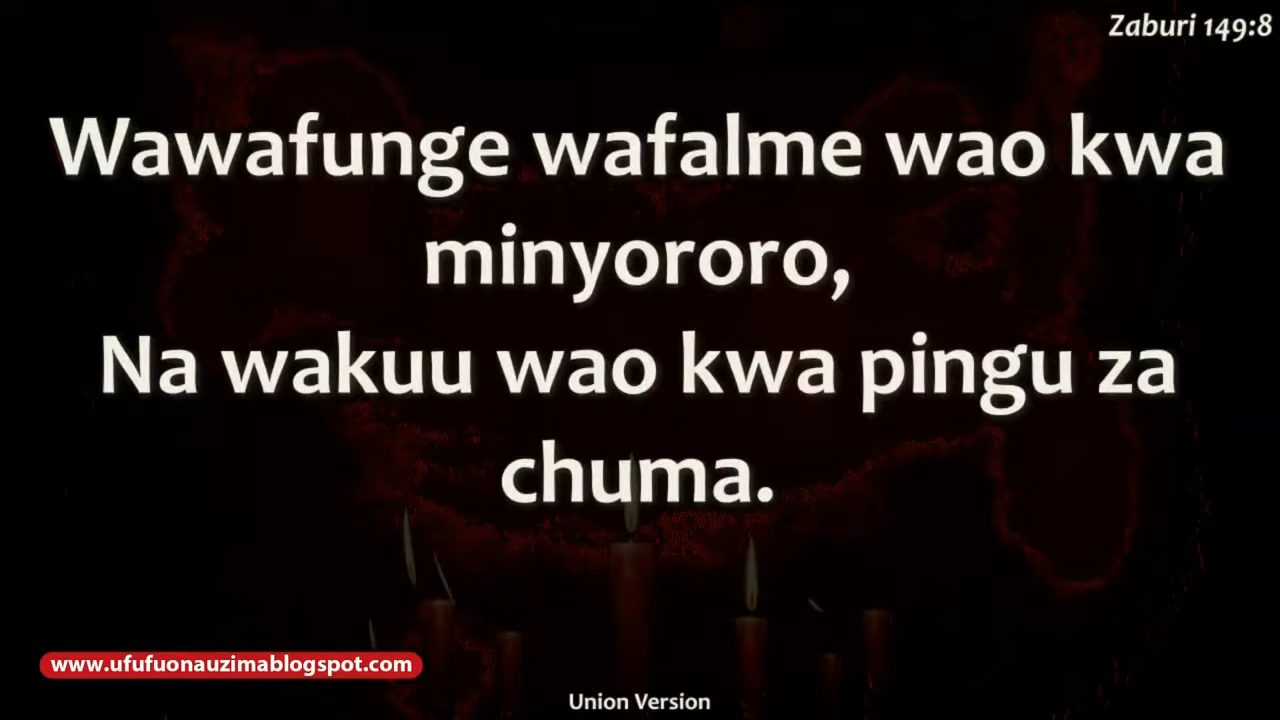 Zaburi 149:8
Wawafunge wafalme wao kwa
minyororo,
Na wakuu wao kwa pingu za
chuma.
www.ufufuonauzimablogspot.com
Union Version